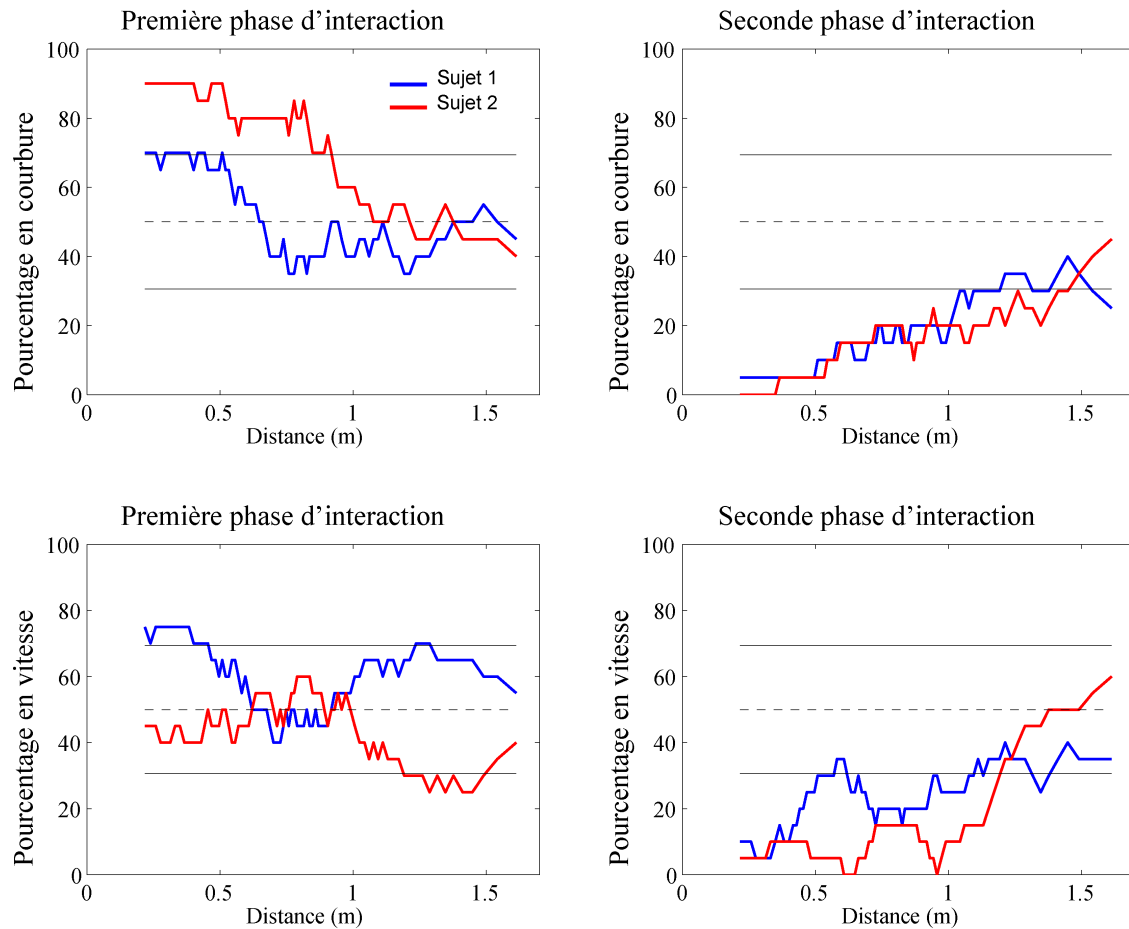 Première phase d’interaction
Pourcentage en courbure
100
80
60
40
20
0
Sujet 1
Sujet 2
0
0.5
1
1.5
Distance (m)
Seconde phase d’interaction
Pourcentage en courbure
100
80
60
40
20
0
0
0.5
1
1.5
Distance (m)
Première phase d’interaction
Pourcentage en vitesse
100
80
60
40
20
0
0
0.5
1
1.5
Distance (m)
Seconde phase d’interaction
Pourcentage en vitesse
100
80
60
40
20
0
0
0.5
1
1.5
Distance (m)